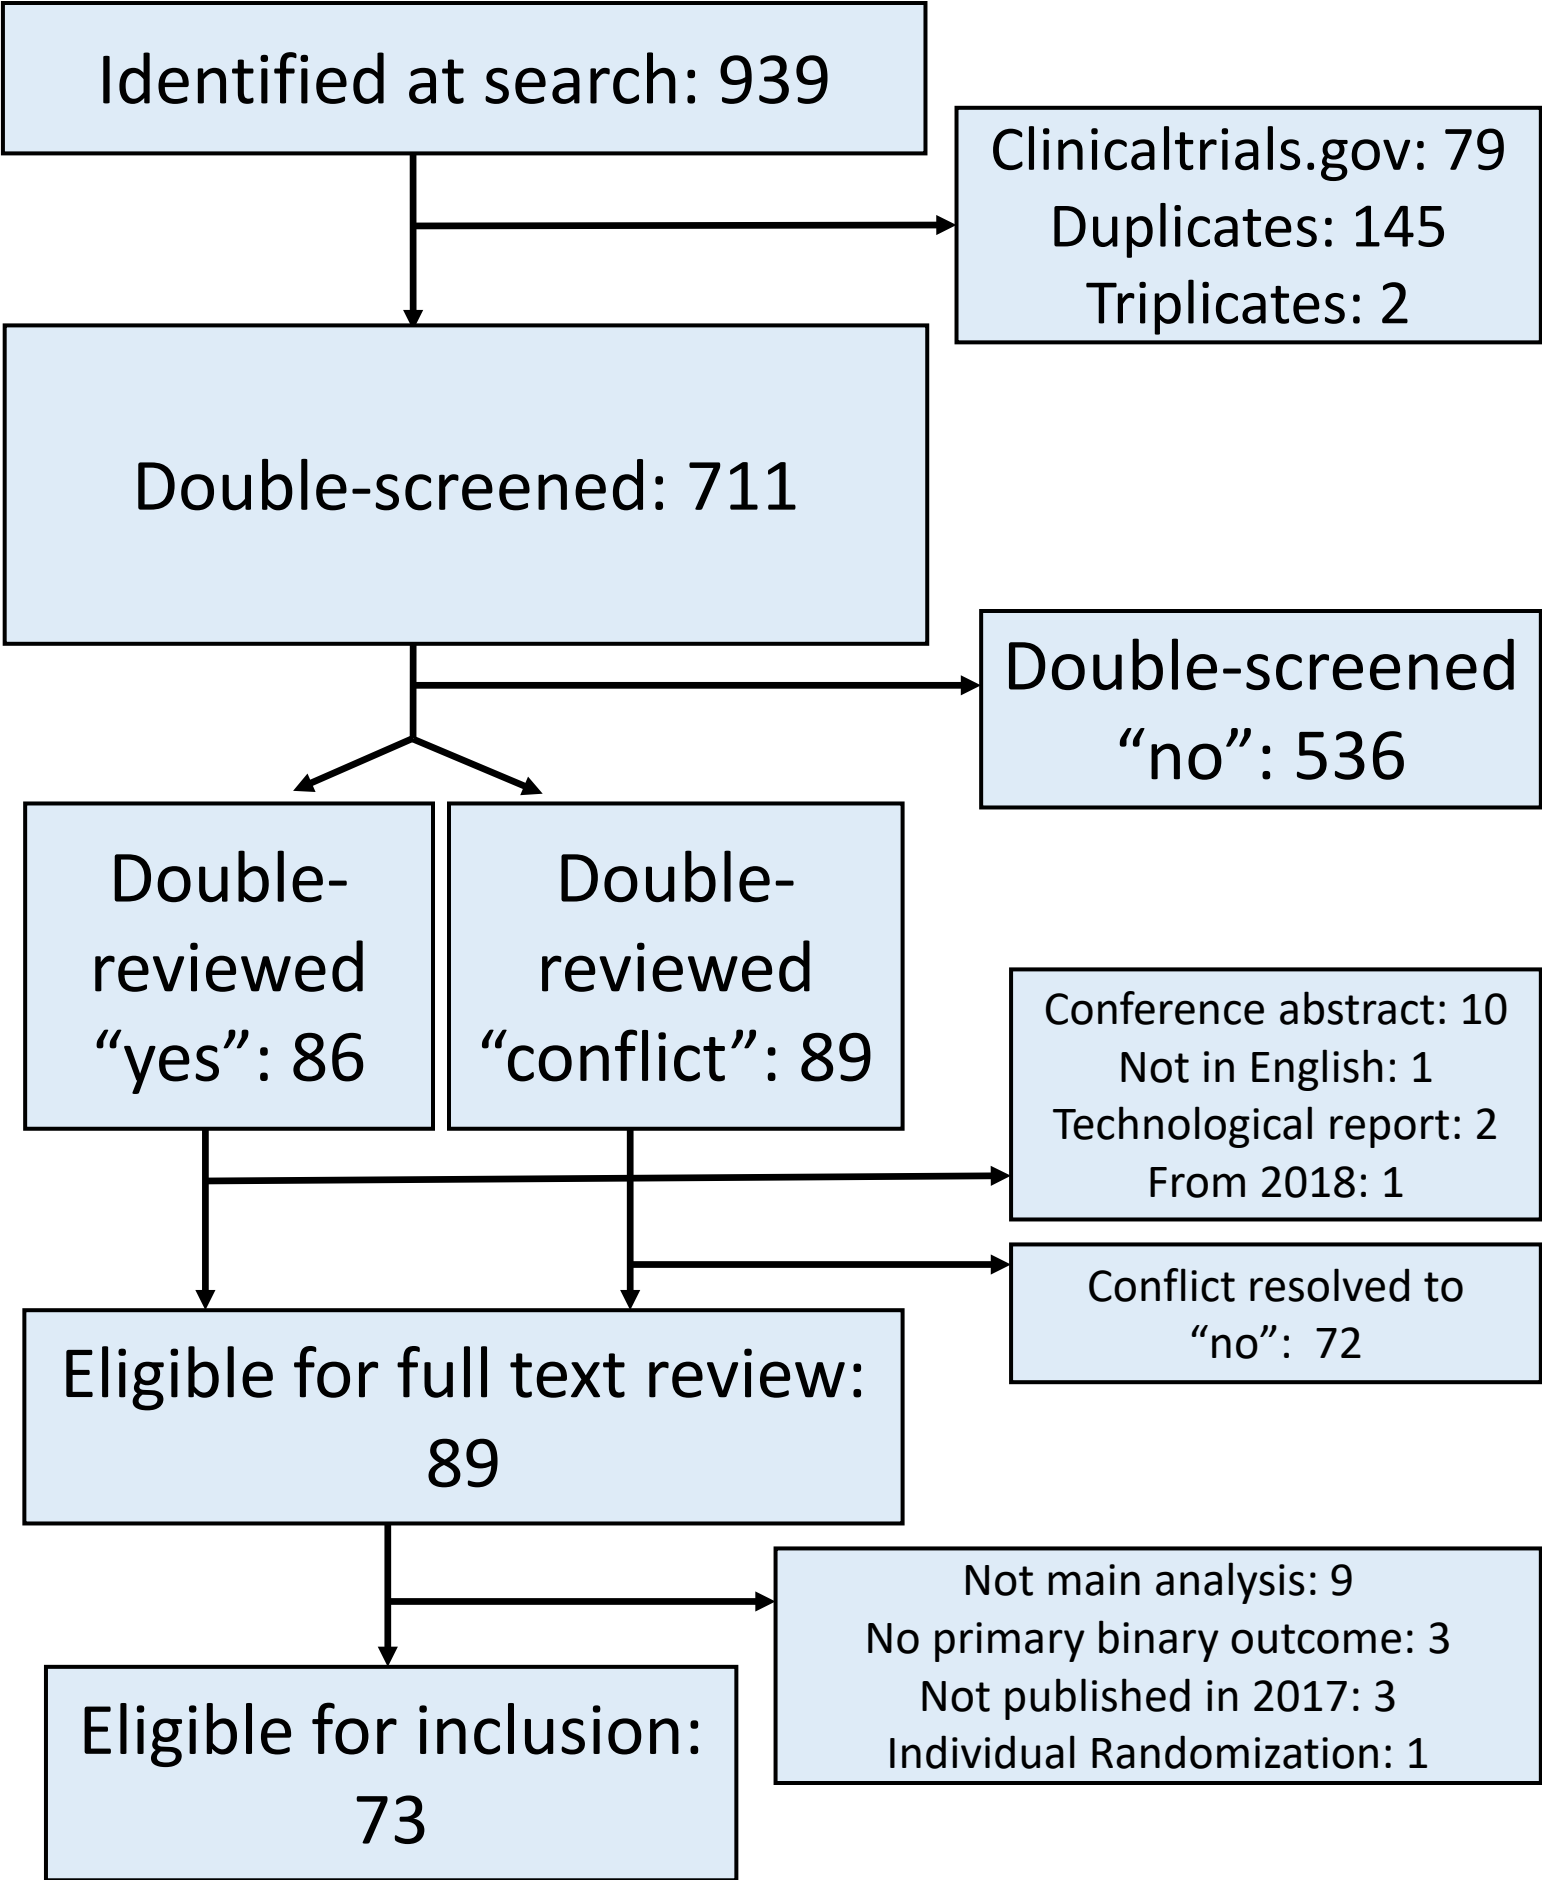 Identified at search: 939
Clinicaltrials.gov: 79
Duplicates: 145
Triplicates: 2
Double-screened: 711
Double-screened
“no”: 536
Double-
reviewed
“yes”: 86
Double-
reviewed
“conflict”: 89
Conference abstract: 10
Not in English: 1
Technological report: 2
From 2018: 1
Conflict resolved to
“no”: 72
Eligible for full text review:
89
Not main analysis: 9
No primary binary outcome: 3
Not published in 2017: 3
Individual Randomization: 1
Eligible for inclusion:
73